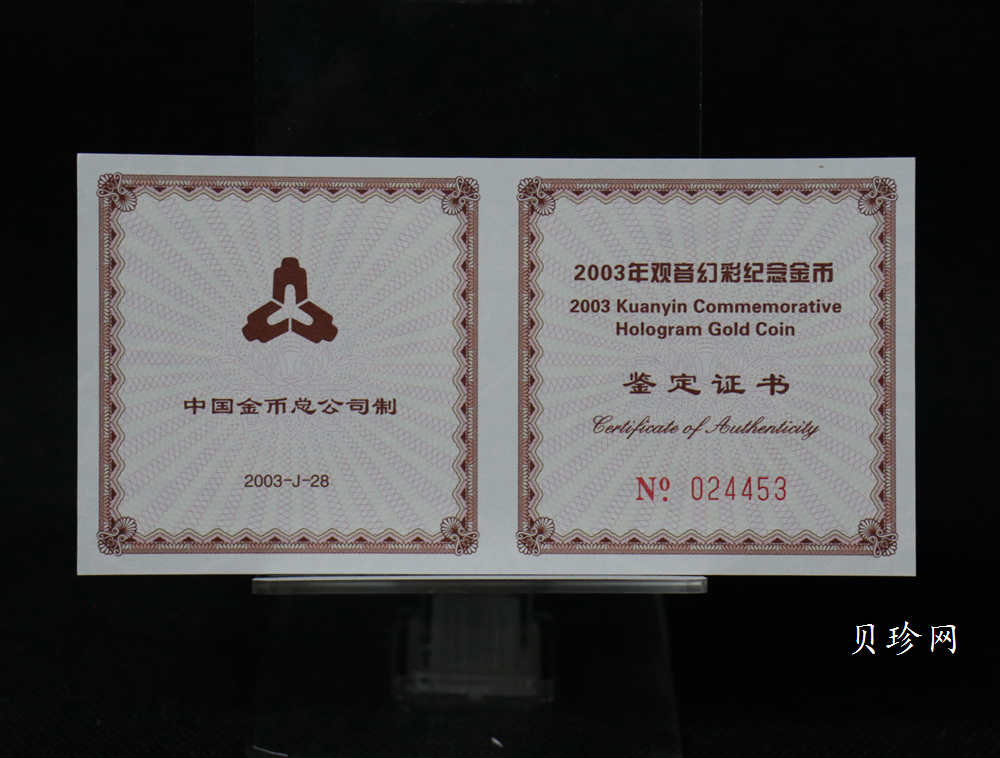 中国金币总公司制
2003-J-28
2003年观音幻彩纪念金币
2003 Kuanyin Commemorative
Hologram Gold Coin
鉴定证书
Certificate of Authenticity
Nº 024453
贝珍网